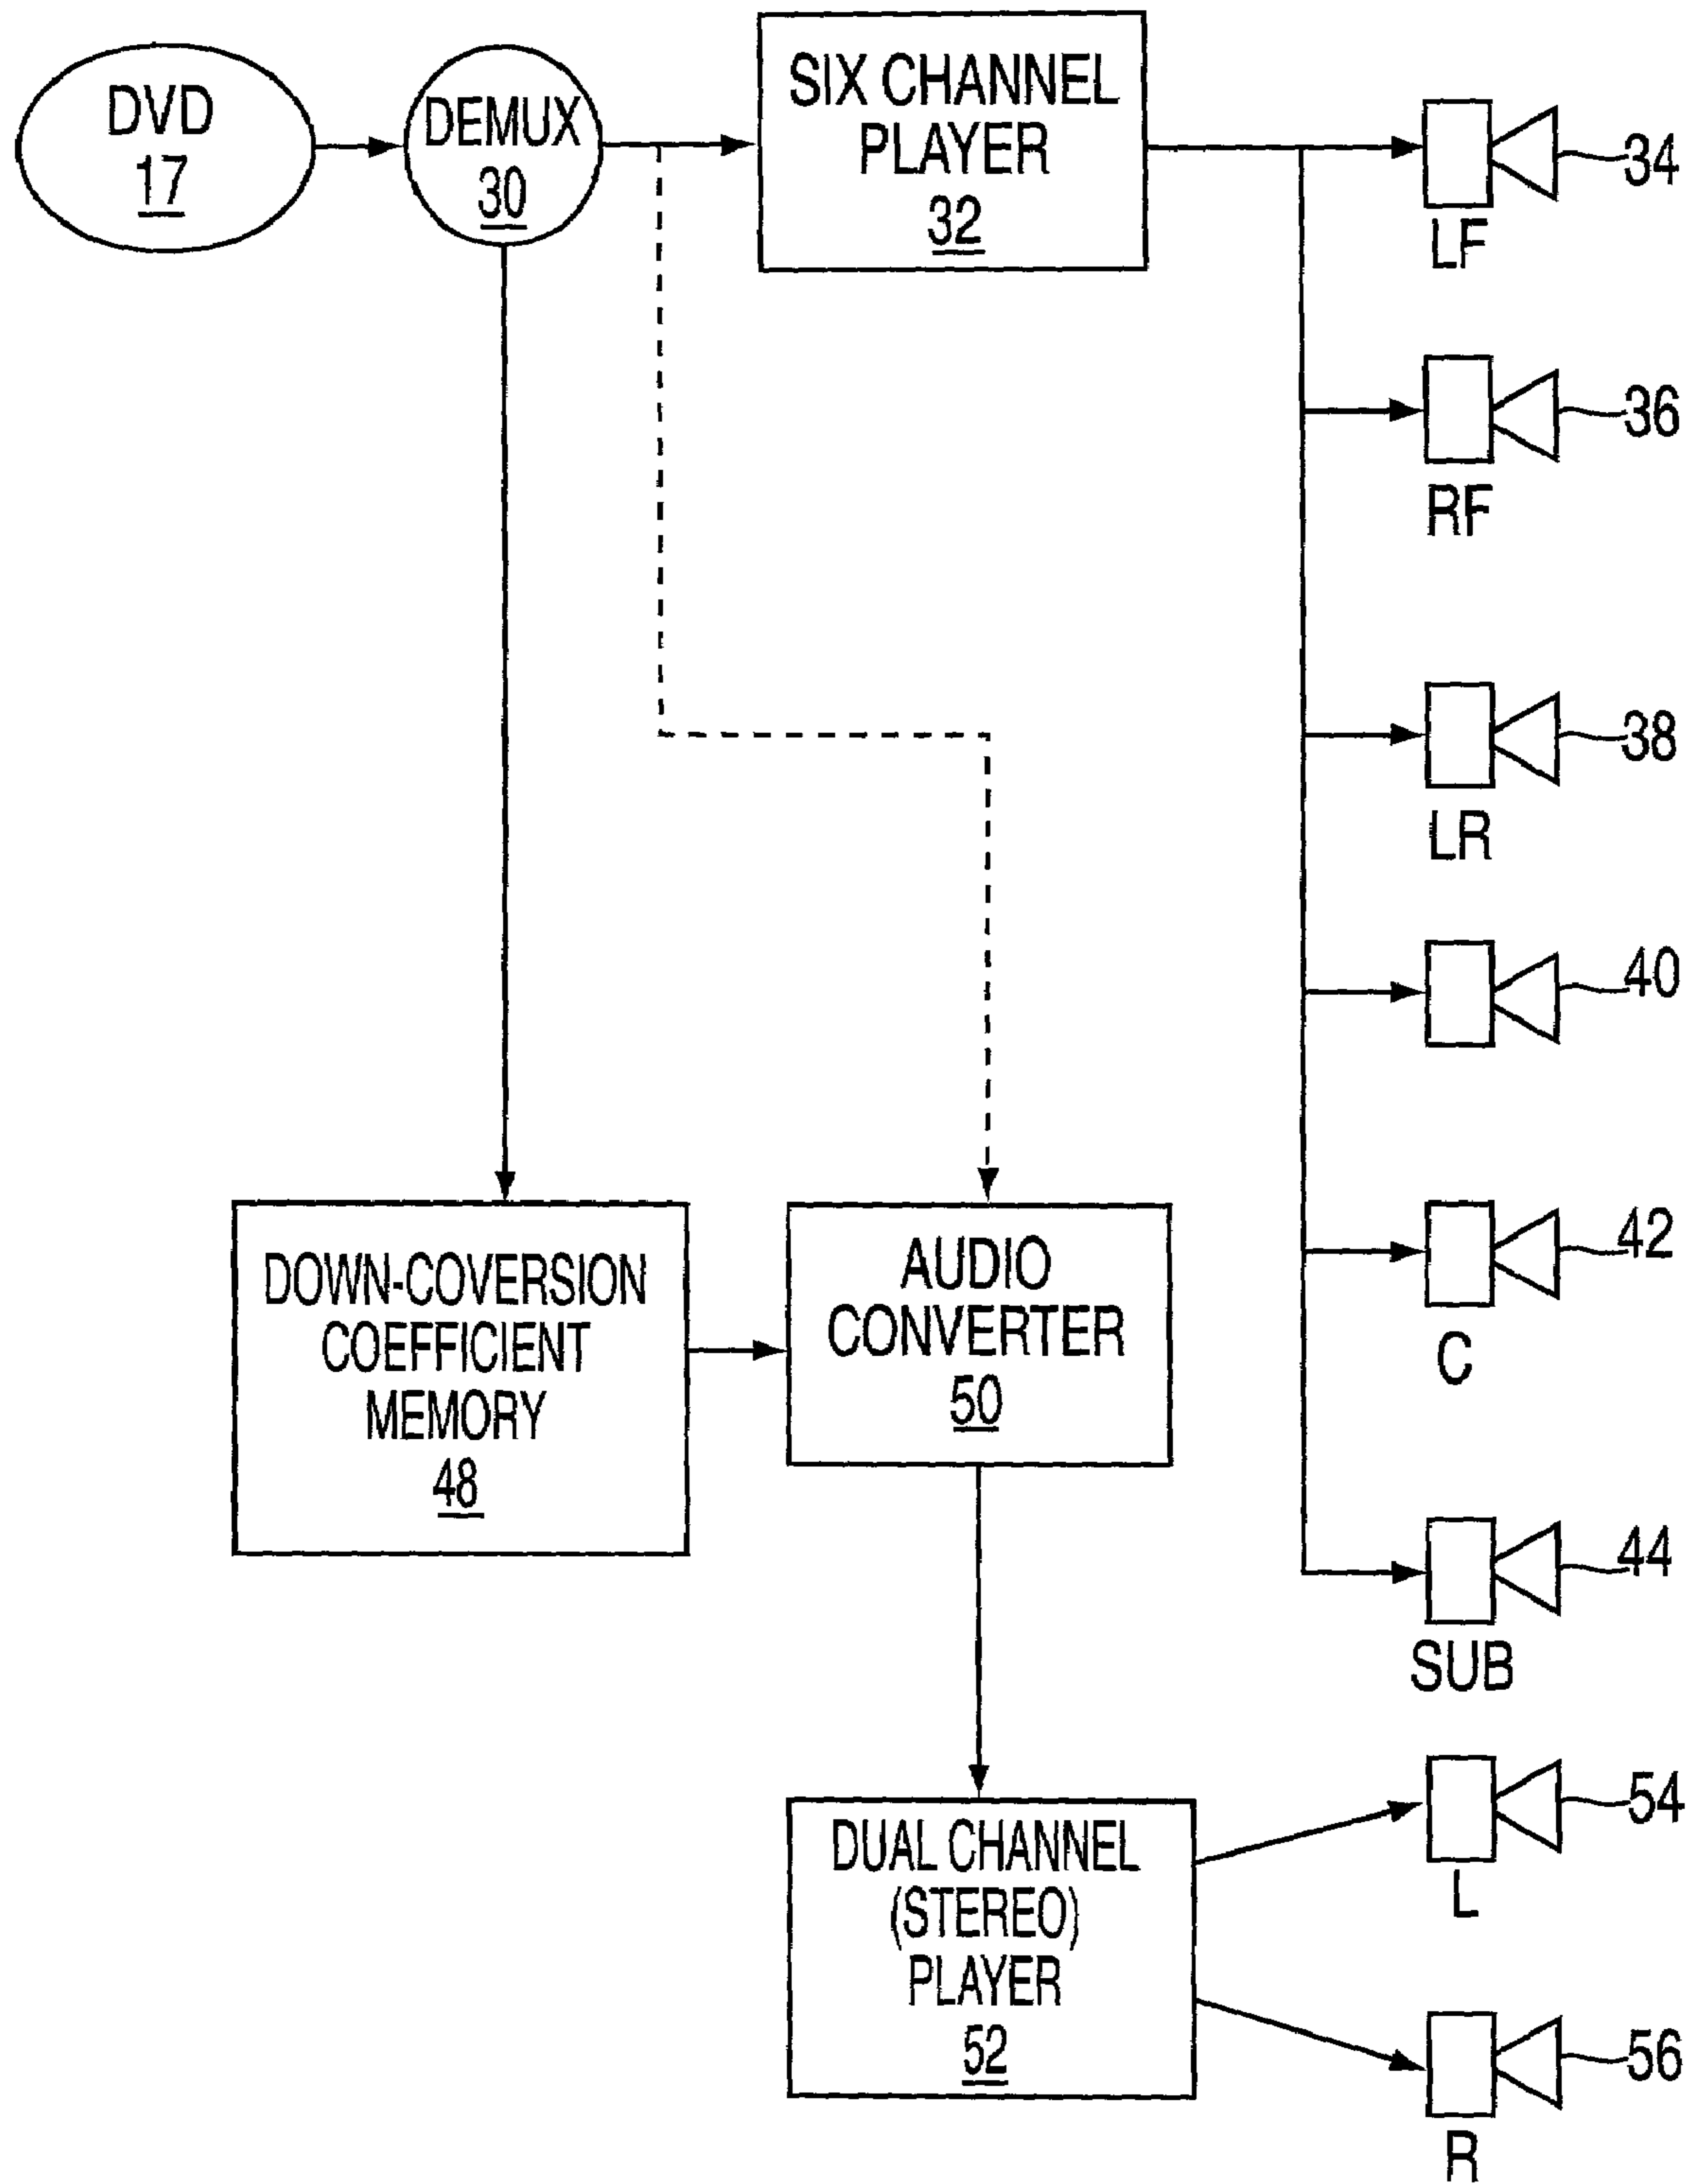 DVD
17
DEMUX
30
SIX CHANNEL
PLAYER
32
34
LF
36
RF
38
LR
40
42
C
44
SUB
DOWN-COVERSION
COEFFICIENT
MEMORY
48
AUDIO
CONVERTER
50
DUAL CHANNEL
(STEREO)
PLAYER
52
54
L
56
R